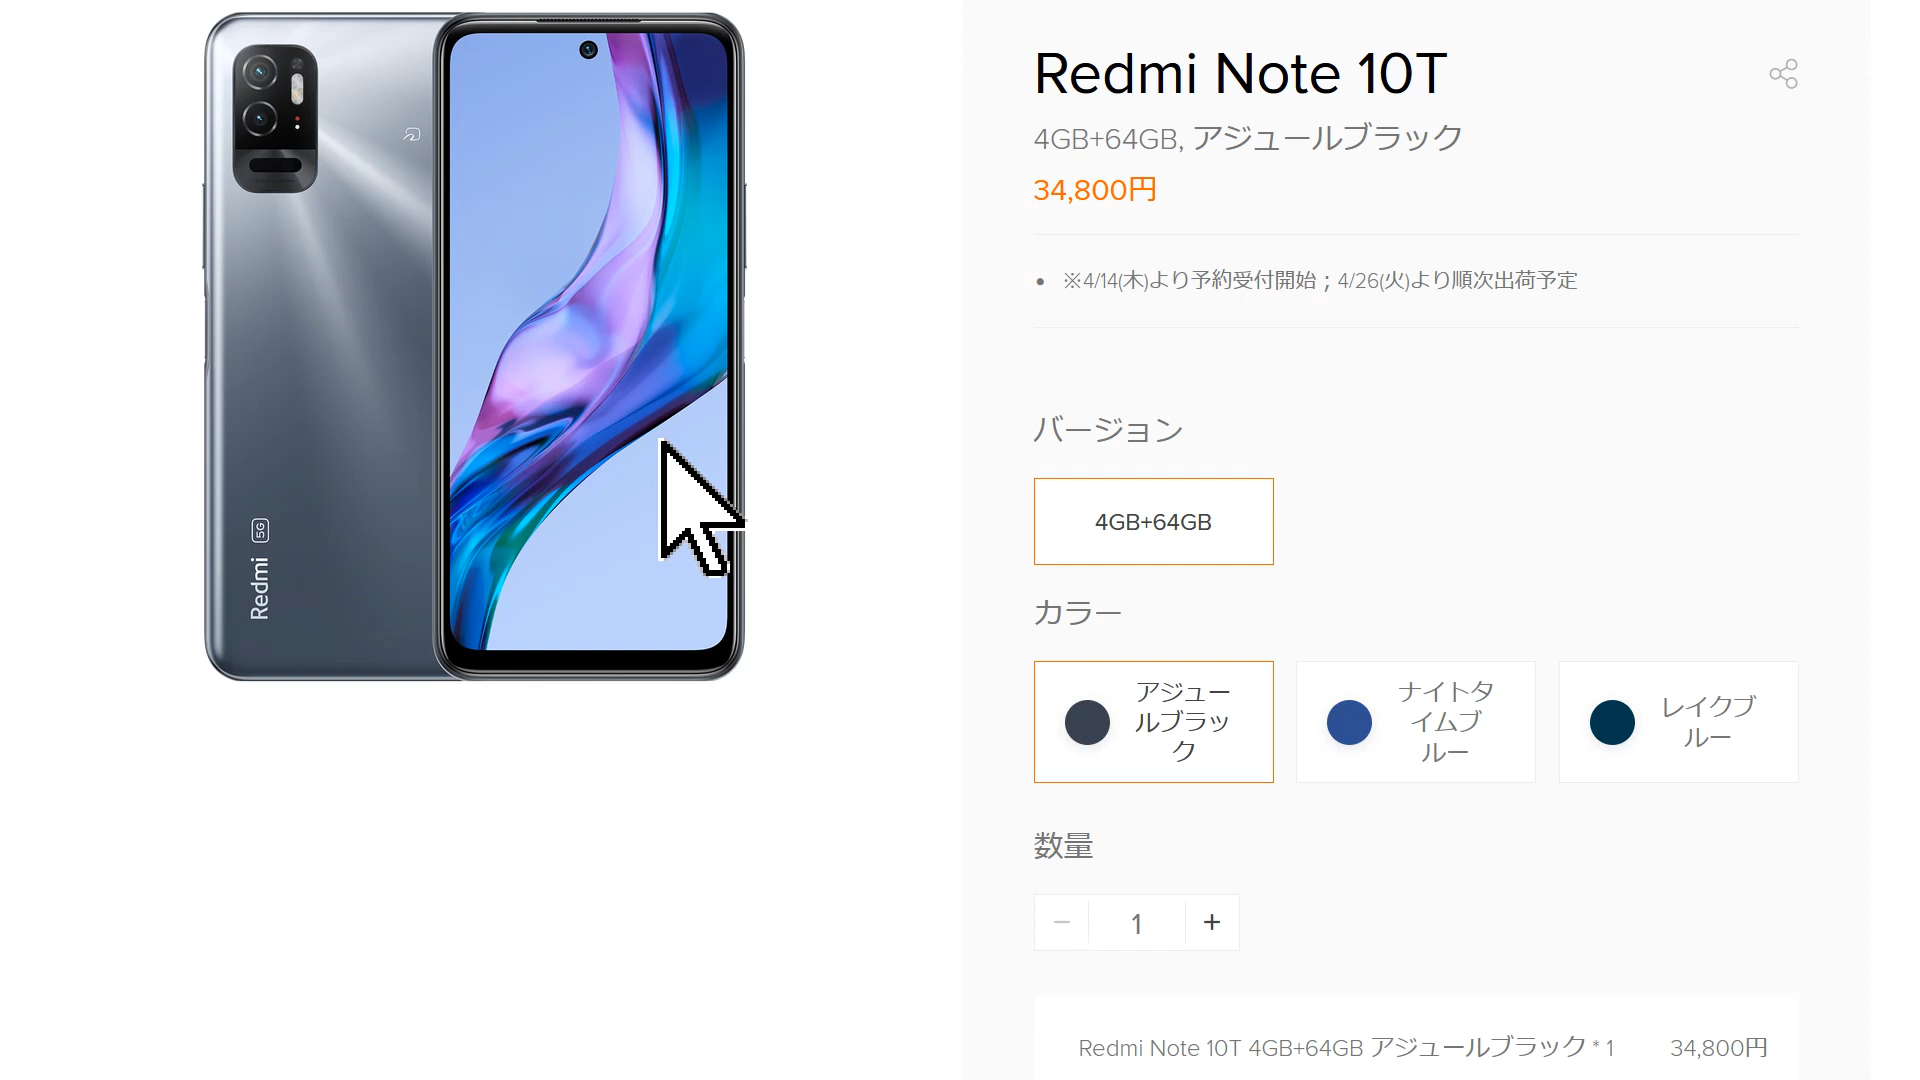 Redmi 5G
Redmi Note 10T
4GB+64GB, アジュールブラック
34,800円
• ※4/14(木)より予約受付開始；4/26(火)より順次出荷予定
バージョン
4GB+64GB
カラー
アジュー
ルブラッ
ク
ナイトタ
イムブ
ルー
レイクブ
ルー
数量
− 1 +
Redmi Note 10T 4GB+64GB アジュールブラック * 1 34,800円